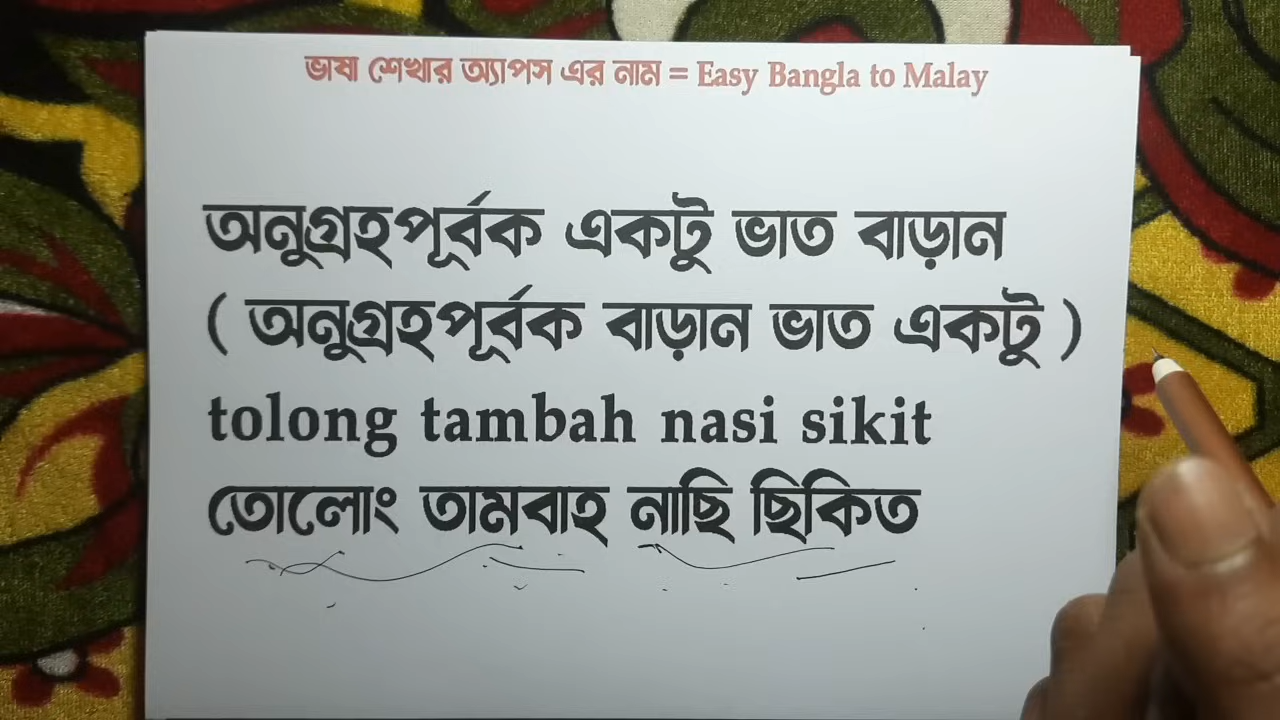 ভাষা শেখার অ্যাপস এর নাম = Easy Bangla to Malay
অনুগ্রহপূর্বক একটু ভাত বাড়ান
( অনুগ্রহপূর্বক বাড়ান ভাত একটু )
tolong tambah nasi sikit
তোলোং তামবাহ নাছি ছিকিত